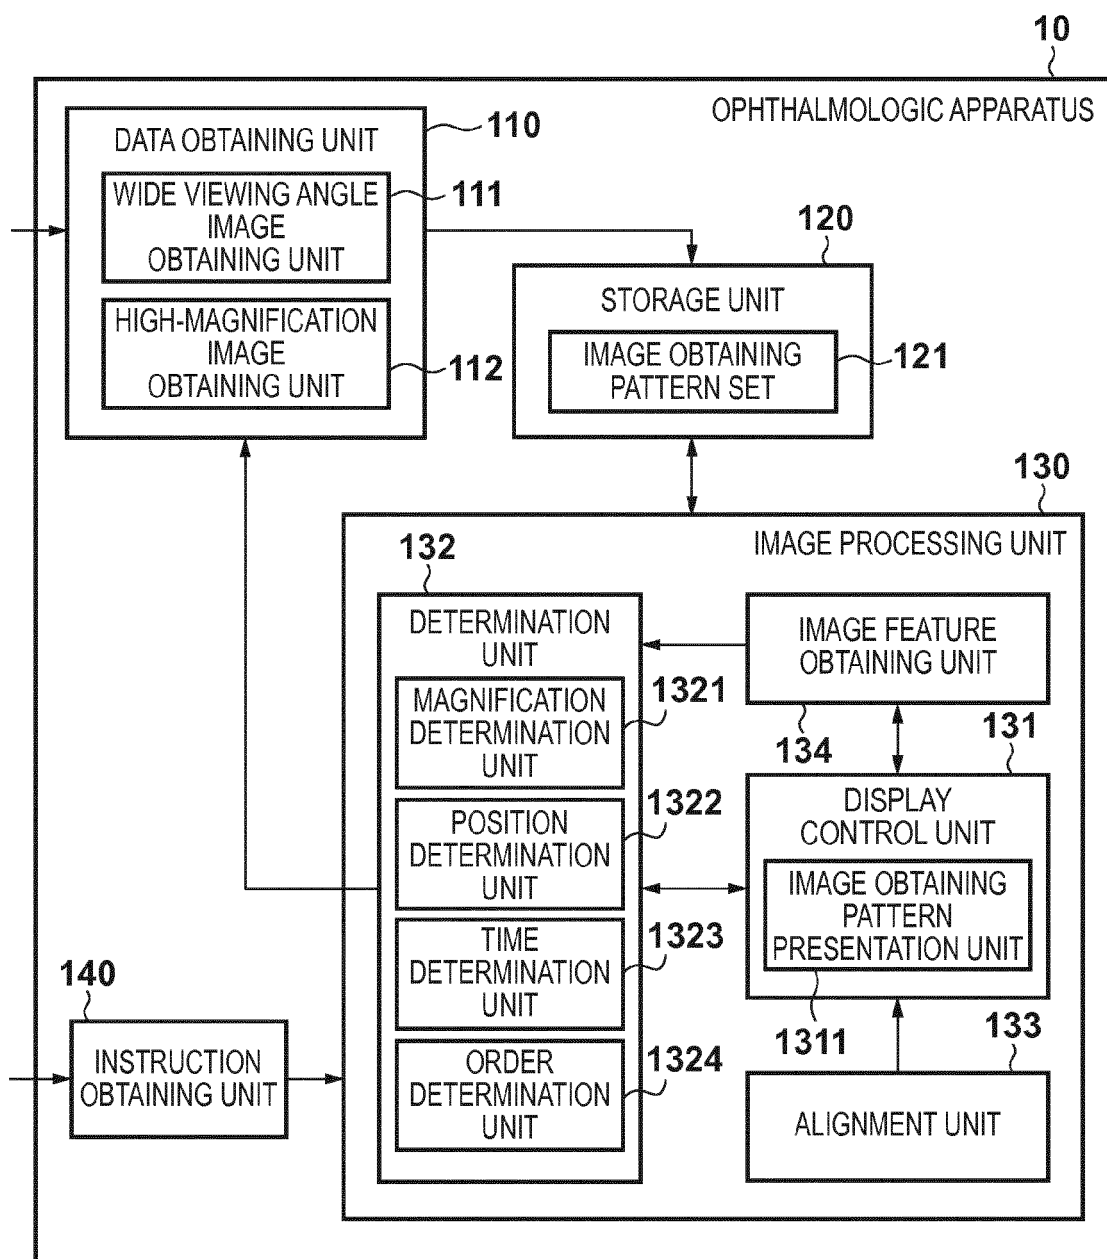 10
OPHTHALMOLOGIC APPARATUS
110
DATA OBTAINING UNIT
111
WIDE VIEWING ANGLE
IMAGE
OBTAINING UNIT
112
HIGH-MAGNIFICATION
IMAGE
OBTAINING UNIT
120
STORAGE UNIT
121
IMAGE OBTAINING
PATTERN SET
130
IMAGE PROCESSING UNIT
132
DETERMINATION
UNIT
1321
MAGNIFICATION
DETERMINATION
UNIT
1322
POSITION
DETERMINATION
UNIT
1323
TIME
DETERMINATION
UNIT
1324
ORDER
DETERMINATION
UNIT
IMAGE FEATURE
OBTAINING UNIT
134
131
DISPLAY
CONTROL UNIT
IMAGE OBTAINING
PATTERN
PRESENTATION UNIT
1311
133
ALIGNMENT UNIT
140
INSTRUCTION
OBTAINING UNIT